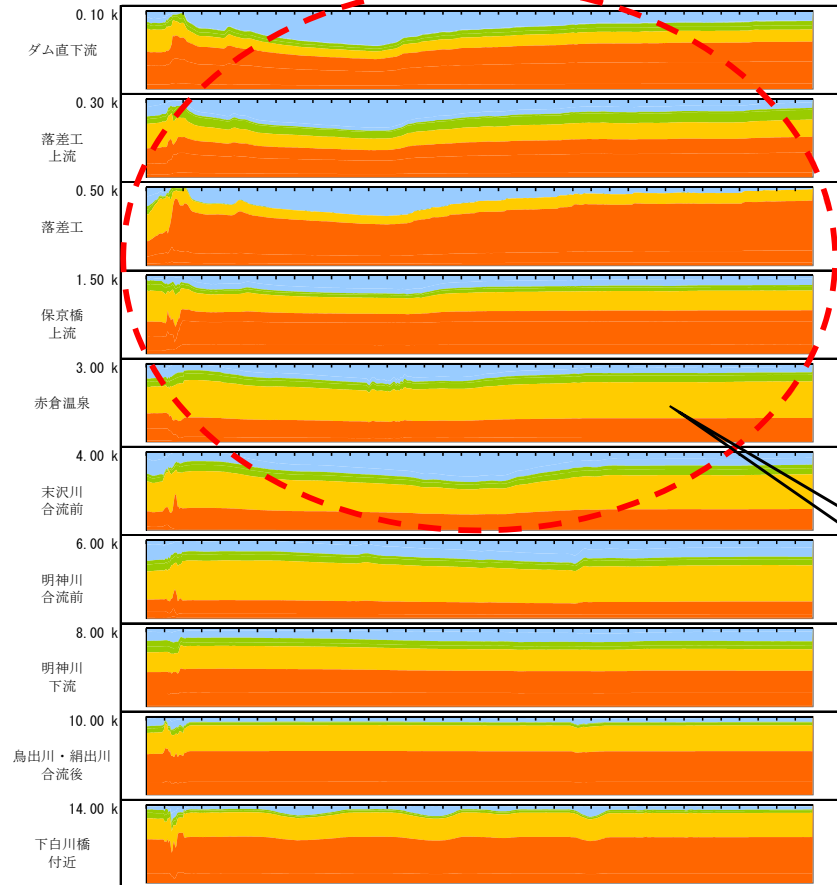 0.10 k
ダム直下流
0.30 k
落差工
上流
0.50 k
落差工
1.50 k
保京橋
上流
3.00 k
赤倉温泉
4.00 k
末沢川
合流前
6.00 k
明神川
合流前
8.00 k
明神川
下流
10.00 k
鳥出川・絹出川
合流後
14.00 k
下白川橋
付近